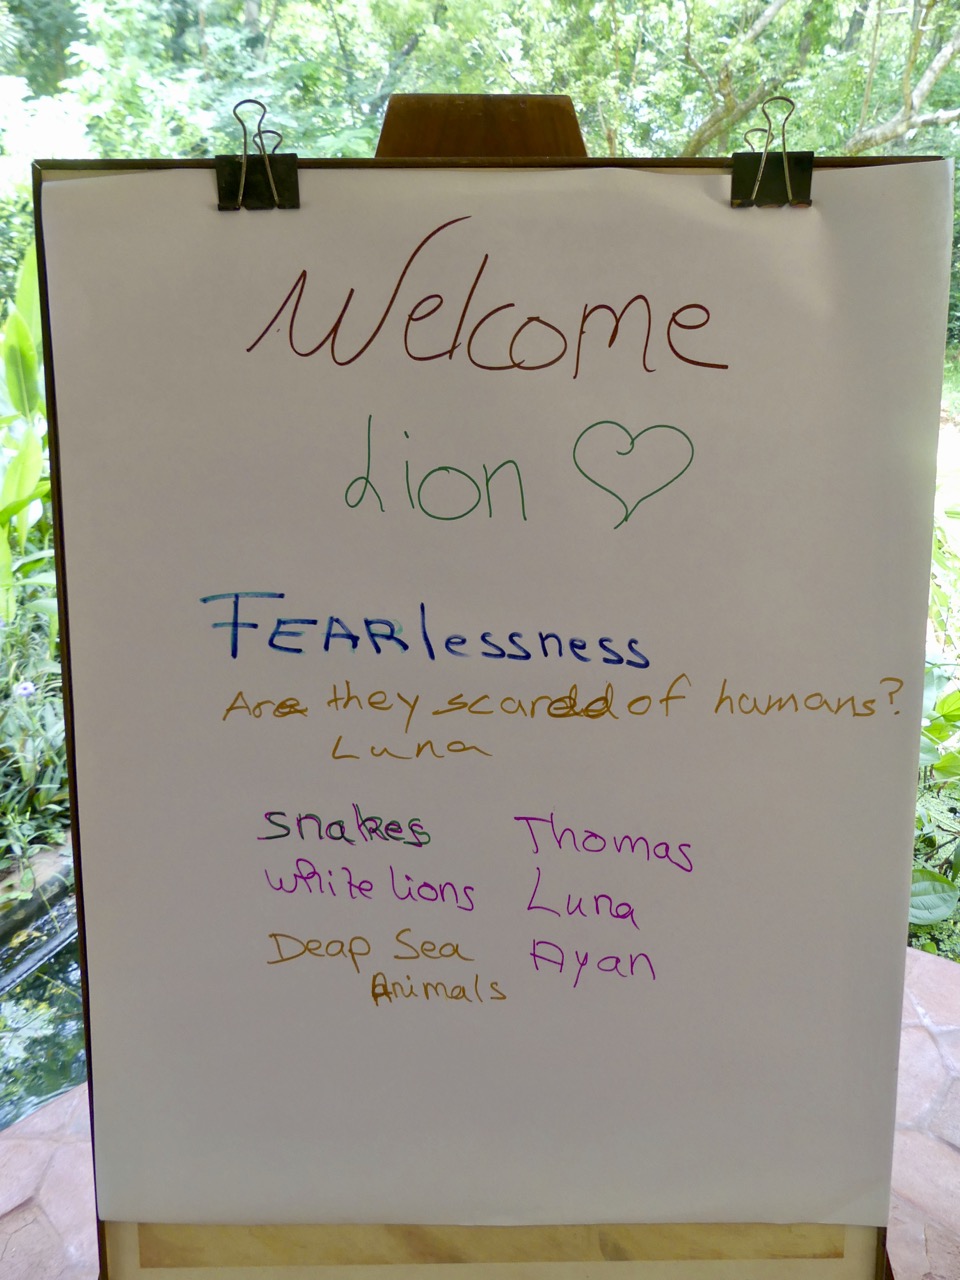 Welcome
Lion ♡
FEARlessness
Are they scared of humans?
Luna
snakes Thomas
white lions Luna
Deap Sea Ayan
Animals